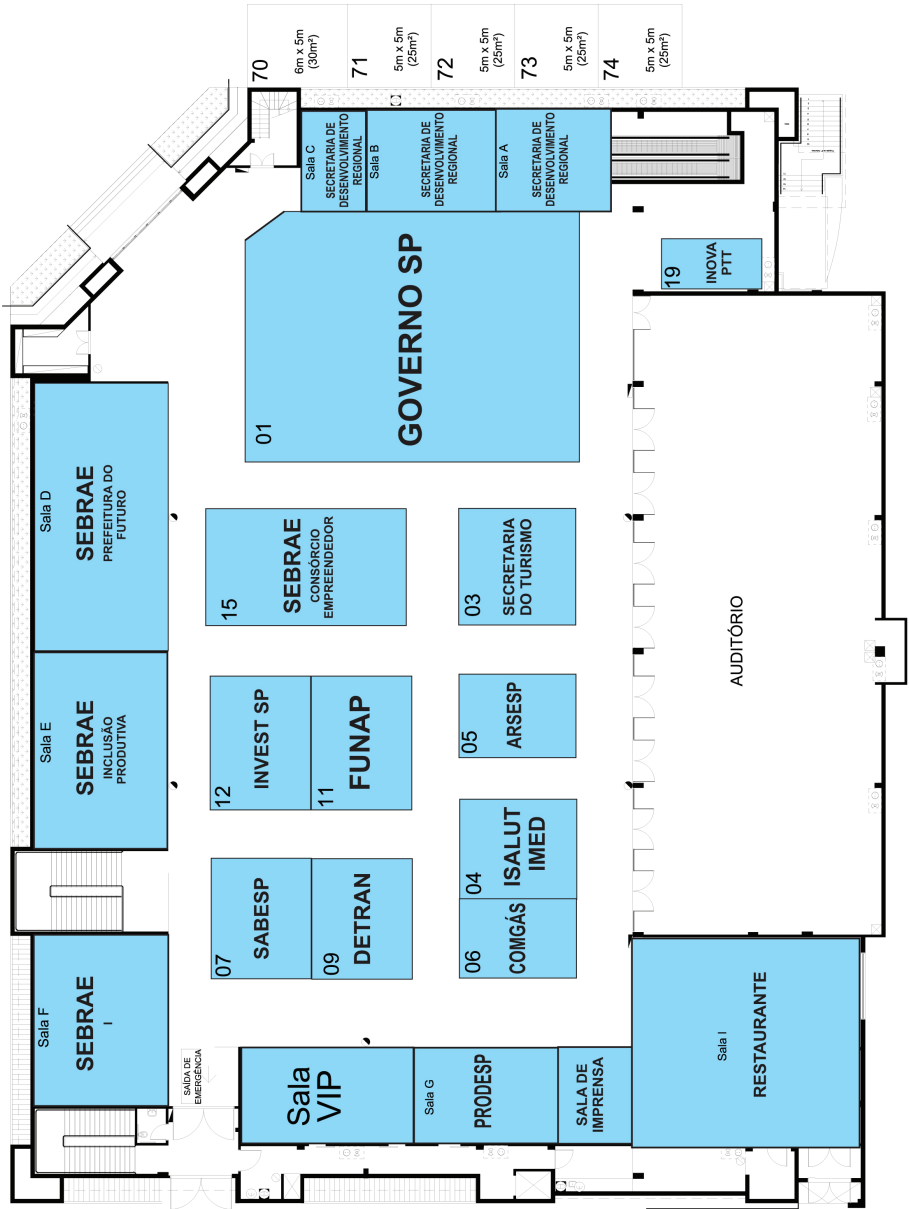 70
6m x 5m
(30m²)
71
5m x 5m
(25m²)
72
5m x 5m
(25m²)
73
5m x 5m
(25m²)
74
5m x 5m
(25m²)
Sala C
SECRETARIA DE
DESENVOLVIMENTO
REGIONAL
Sala B
SECRETARIA DE
DESENVOLVIMENTO
REGIONAL
Sala A
SECRETARIA DE
DESENVOLVIMENTO
REGIONAL
19
INOVA
PTT
01
GOVERNO SP
Sala D
SEBRAE
PREFEITURA DO
FUTURO
15
SEBRAE
CONSÓRCIO
EMPREENDEDOR
03
SECRETARIA
DO TURISMO
AUDITÓRIO
Sala E
SEBRAE
INCLUSÃO
PRODUTIVA
12
INVEST SP
11
FUNAP
05
ARSESP
07
SABESP
09
DETRAN
04
ISALUT
IMED
06
COMGÁS
Sala F
SEBRAE
I
SAÍDA DE
EMERGÊNCIA
Sala
VIP
Sala G
PRODESP
SALA DE
IMPRENSA
Sala I
RESTAURANTE